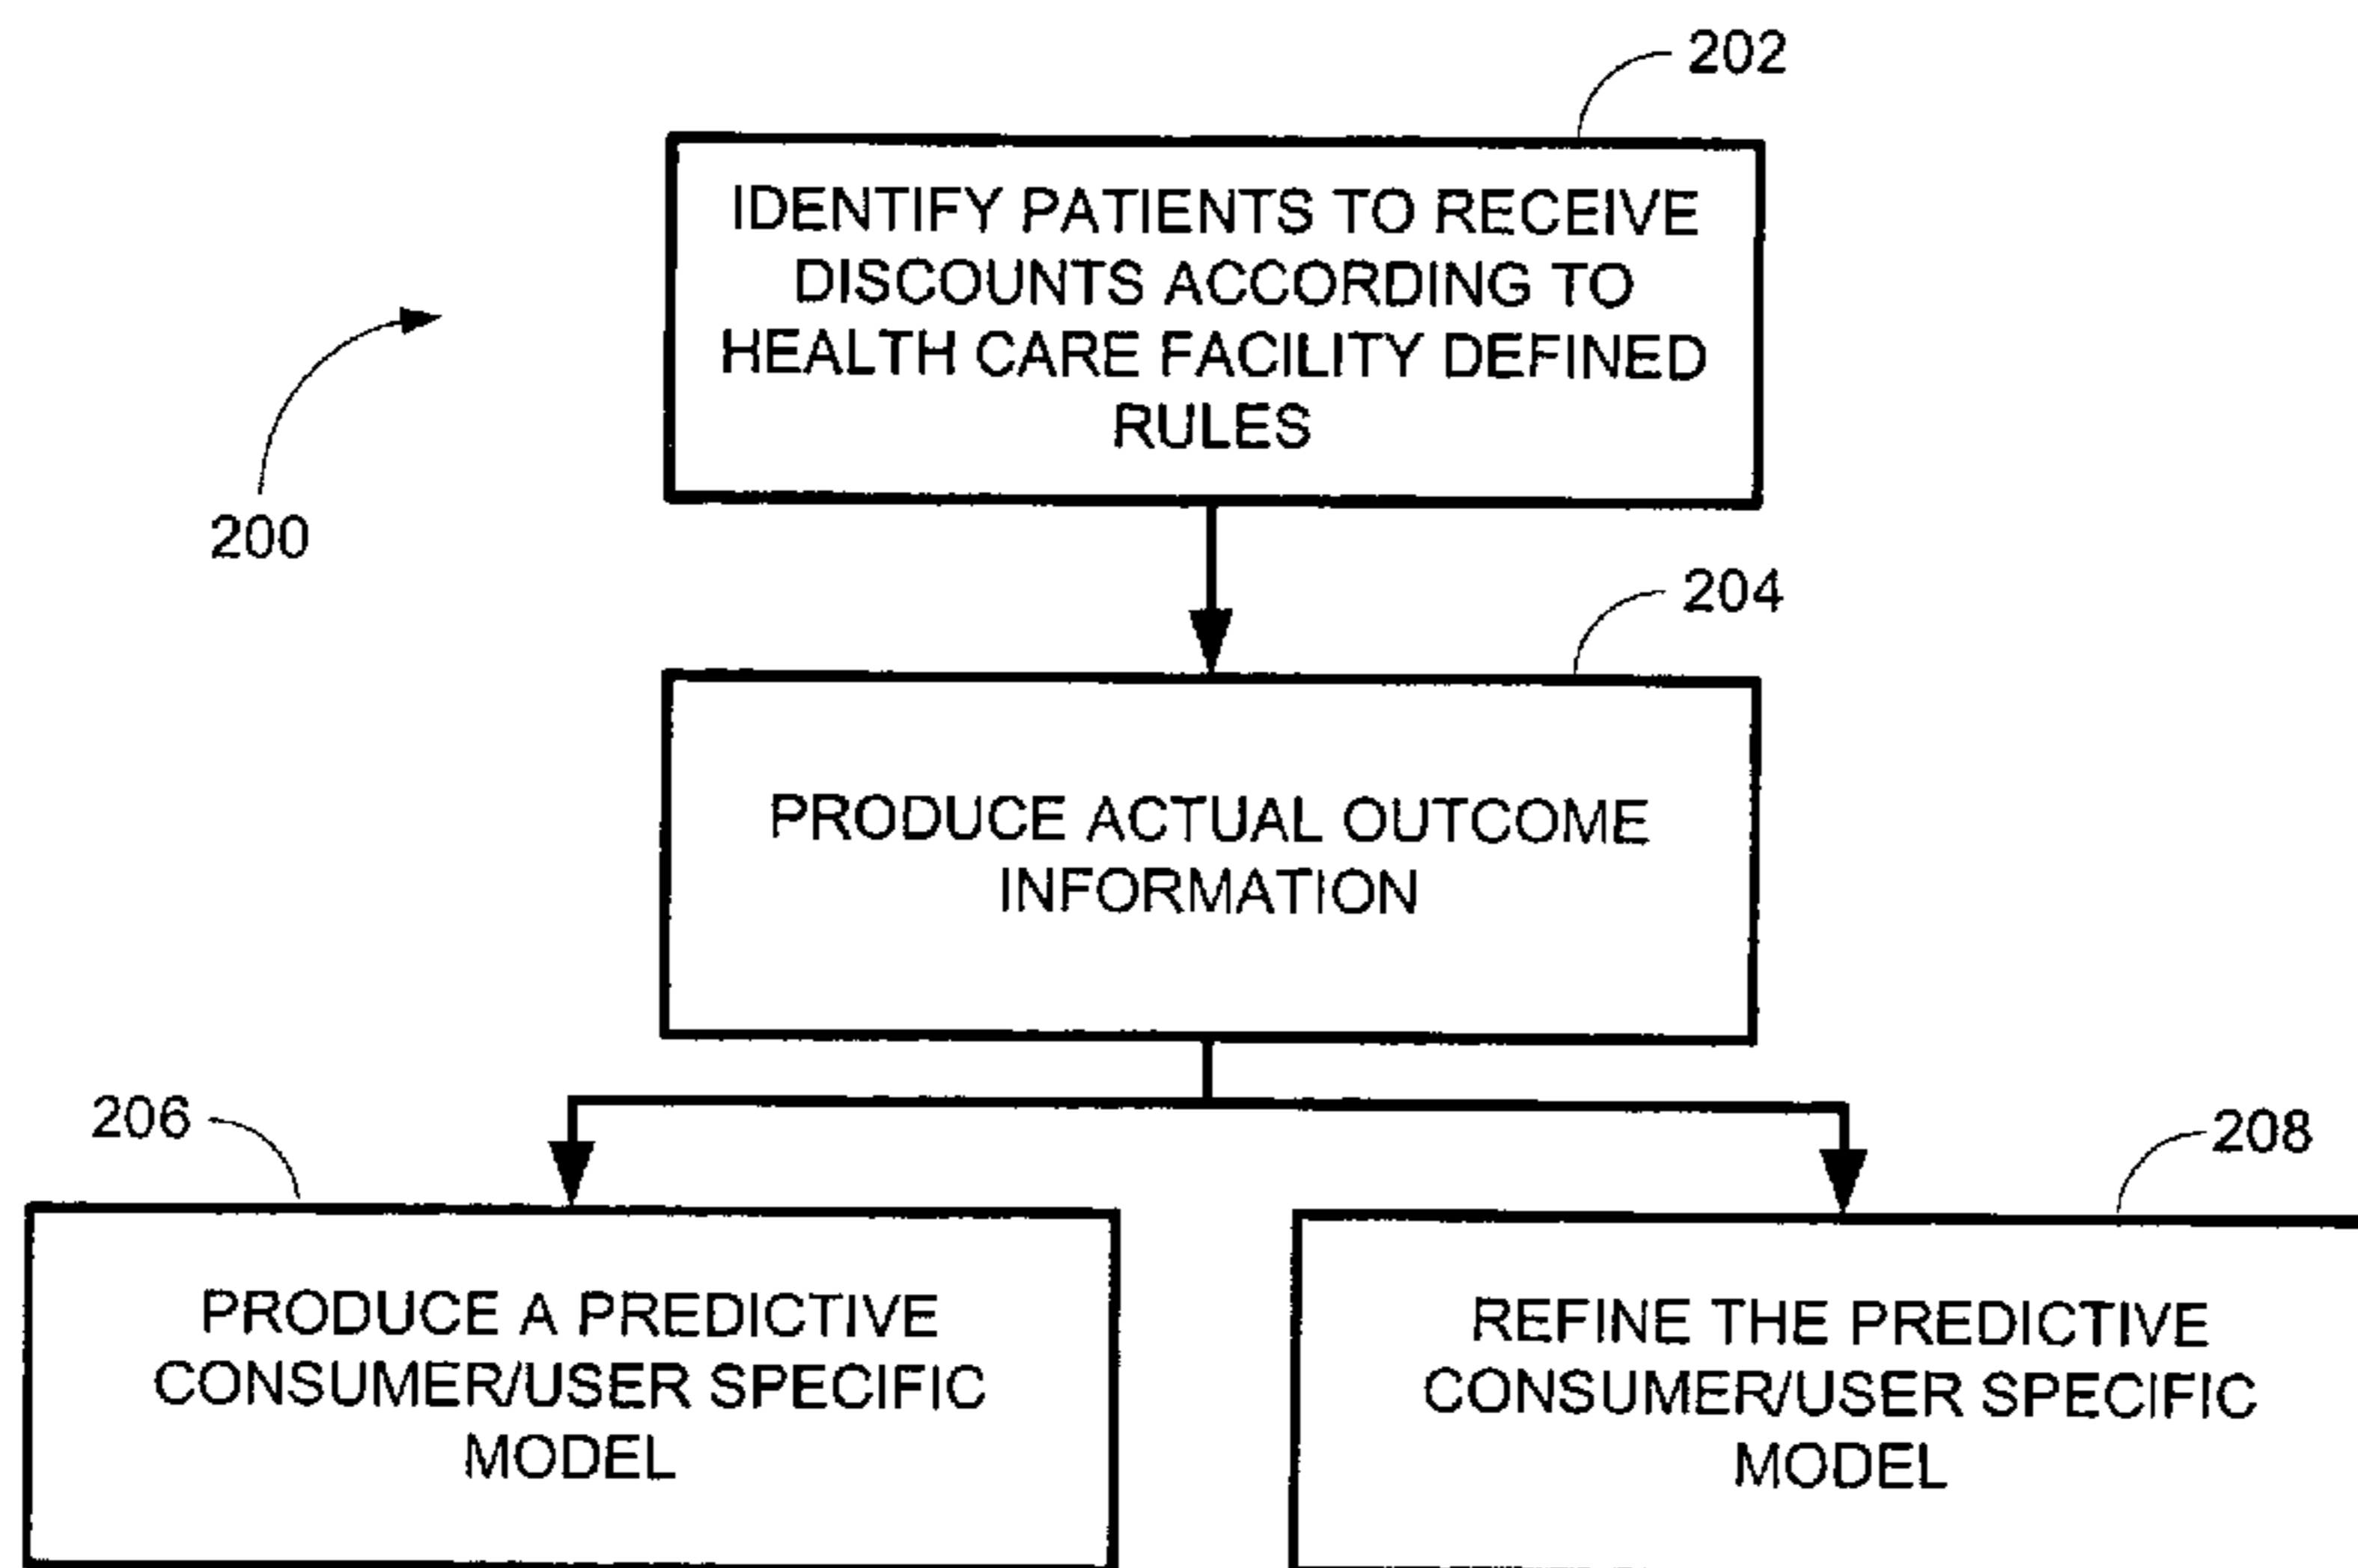 202
IDENTIFY PATIENTS TO RECEIVE
DISCOUNTS ACCORDING TO
HEALTH CARE FACILITY DEFINED
RULES
200
204
PRODUCE ACTUAL OUTCOME
INFORMATION
206
208
PRODUCE A PREDICTIVE
CONSUMER/USER SPECIFIC
MODEL
REFINE THE PREDICTIVE
CONSUMER/USER SPECIFIC
MODEL